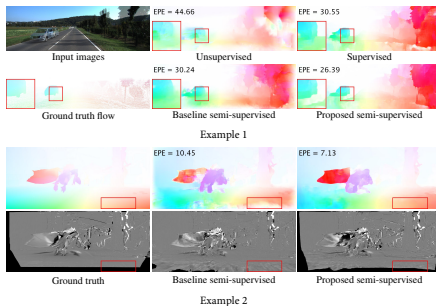 EPE = 44.66
EPE = 30.55
Input images
Unsupervised
Supervised
EPE = 30.24
EPE = 26.39
Ground truth flow
Baseline semi-supervised
Proposed semi-supervised
Example 1
EPE = 10.45
EPE = 7.13
Ground truth
Baseline semi-supervised
Proposed semi-supervised
Example 2